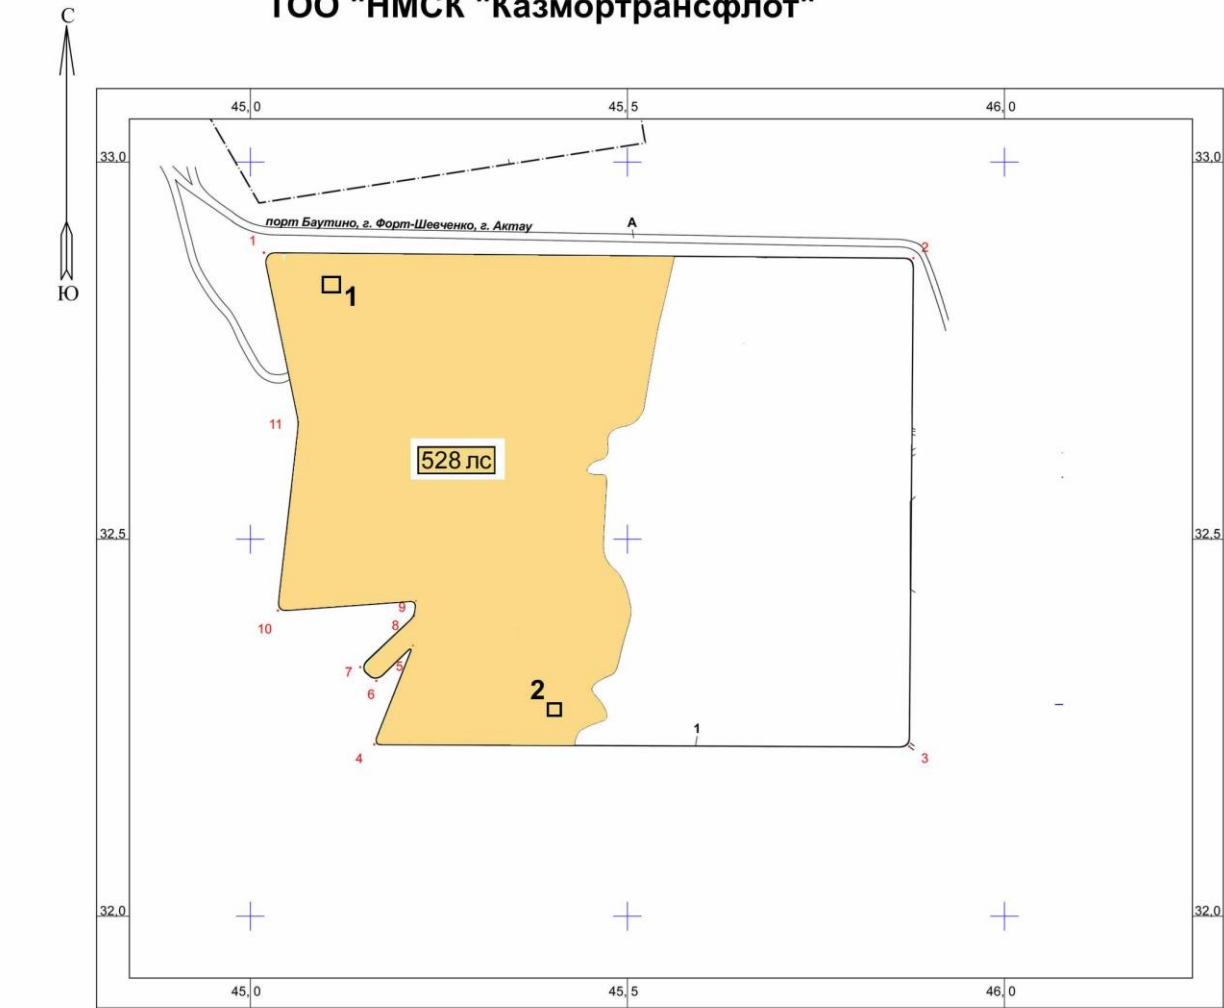 ТОО "НМСК "Казмортрансфлот"
С
Ю
45,0 45,5 46,0
33.0 33.0
порт Баутино, г. Форт-Шевченко, г. Актау
А
1
2
1
11
528 лс
32.5 32.5
9
10
8
7
5
6
2
1
4
3
32.0 32.0
45,0 45,5 46,0